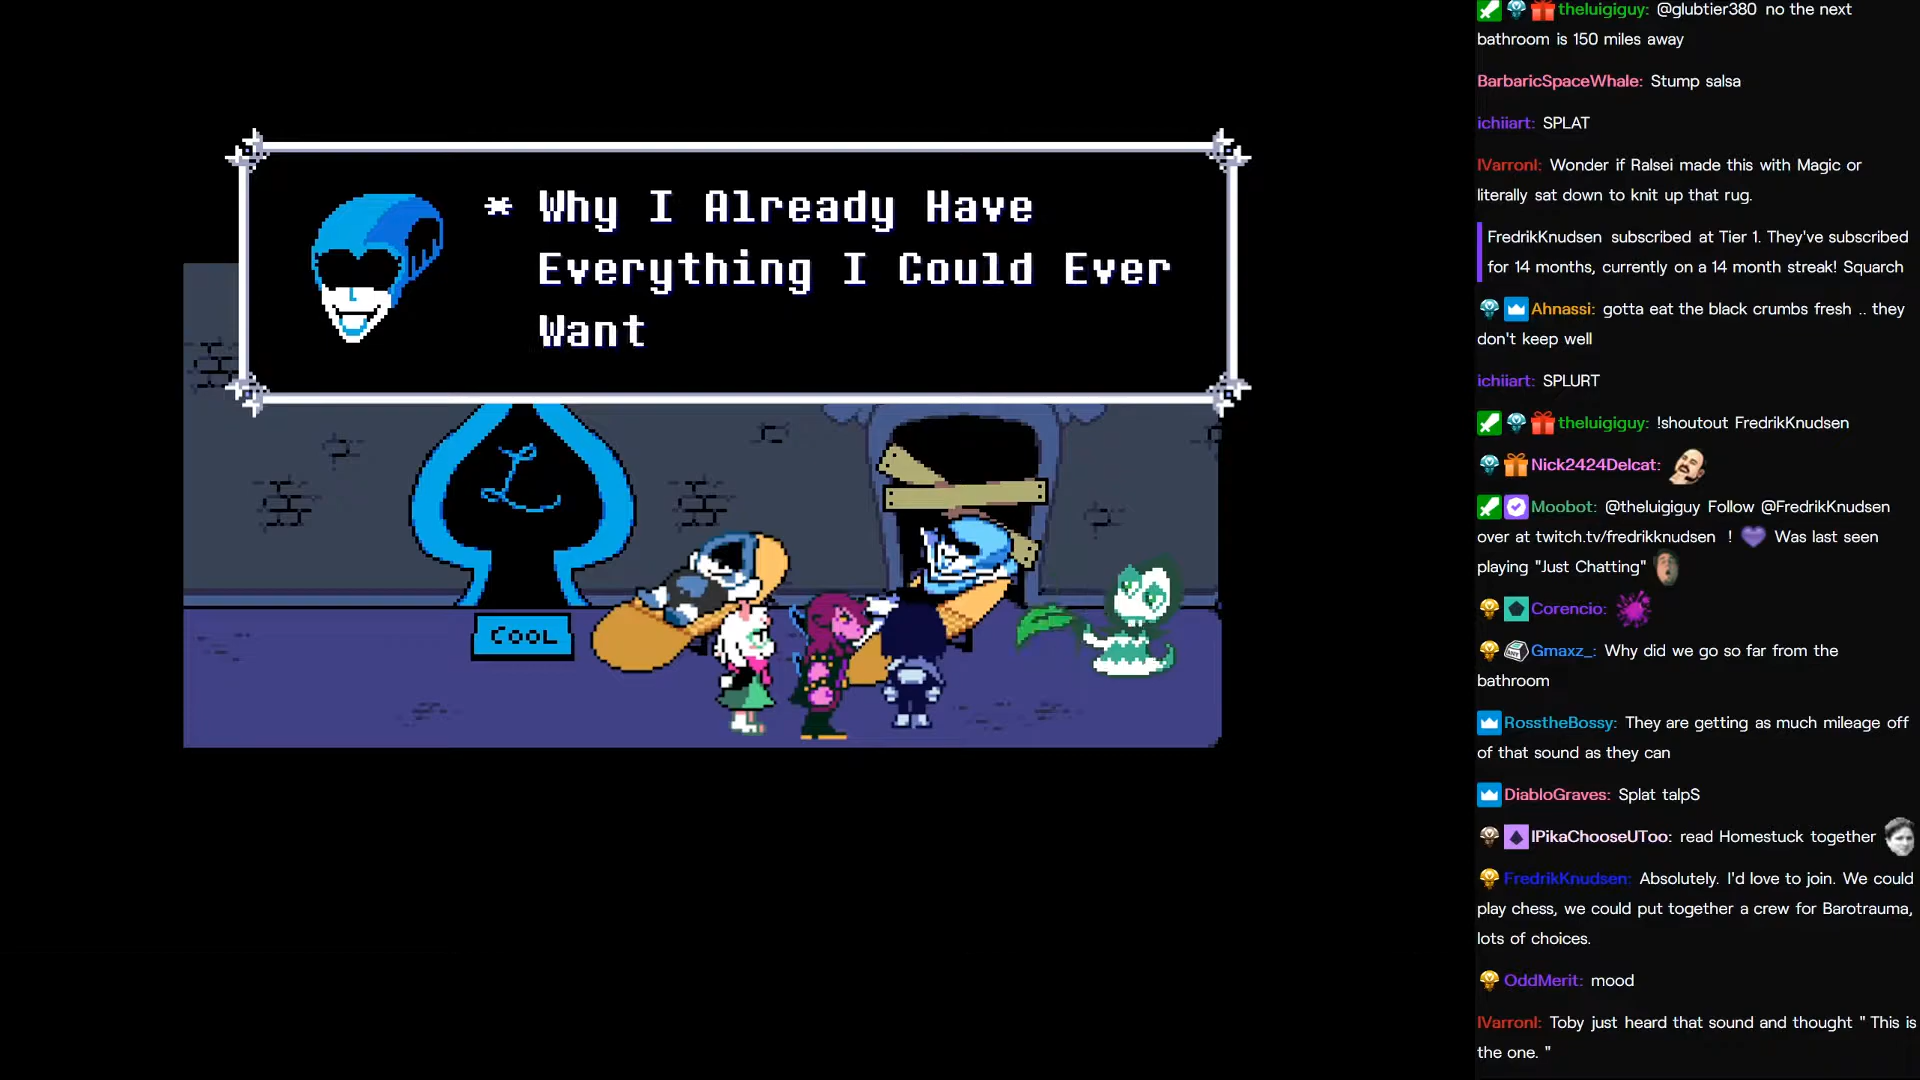 * Why I Already Have
Everything I Could Ever
Want
L
COOL
theluigiguy: @glubtier380 no the next
bathroom is 150 miles away
BarbaricSpaceWhale: Stump salsa
ichiiart: SPLAT
IVarronI: Wonder if Ralsei made this with Magic or
literally sat down to knit up that rug.
FredrikKnudsen subscribed at Tier 1. They've subscribed
for 14 months, currently on a 14 month streak! Squarch
Ahnassi: gotta eat the black crumbs fresh .. they
don't keep well
ichiiart: SPLURT
theluigiguy: !shoutout FredrikKnudsen
Nick2424Delcat:
Moobot: @theluigiguy Follow @FredrikKnudsen
over at twitch.tv/fredrikknudsen ! Was last seen
playing "Just Chatting"
Corencio:
Gmaxz_: Why did we go so far from the
bathroom
RosstheBossy: They are getting as much mileage off
of that sound as they can
DiabloGraves: Splat talpS
IPikaChooseUToo: read Homestuck together
FredrikKnudsen: Absolutely. I'd love to join. We could
play chess, we could put together a crew for Barotrauma,
lots of choices.
OddMerit: mood
IVarronI: Toby just heard that sound and thought " This is
the one. "